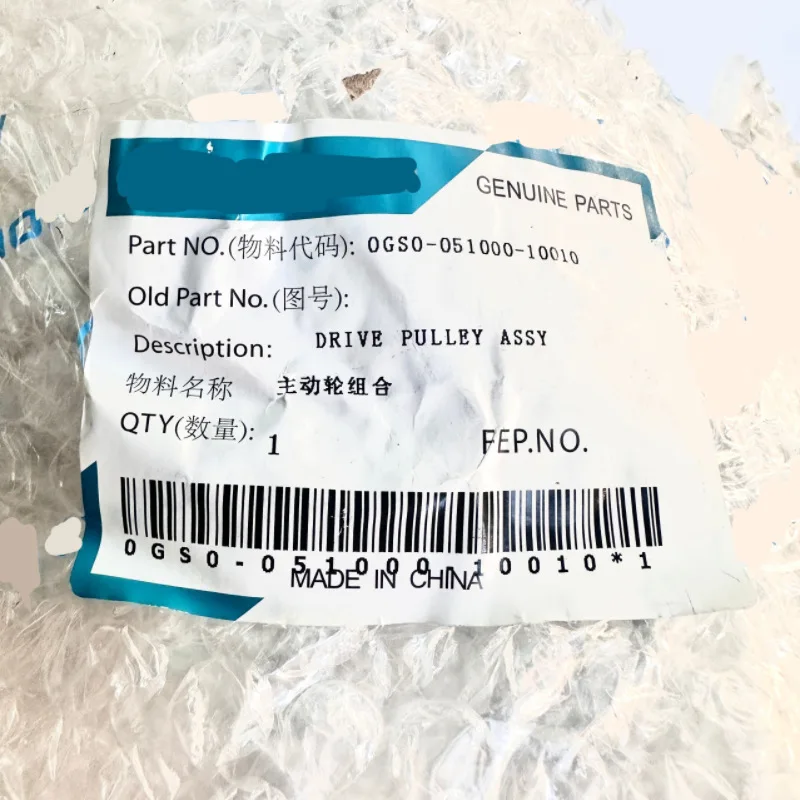 GENUINE PARTS
Part NO.(物料代码): 0GS0-051000-10010
Old Part No.(图号):
Description: DRIVE PULLEY ASSY
物料名称 主动轮组合
QTY(数量): 1
FEP.NO.
0GS0-051000-10010*1
MADE IN CHINA